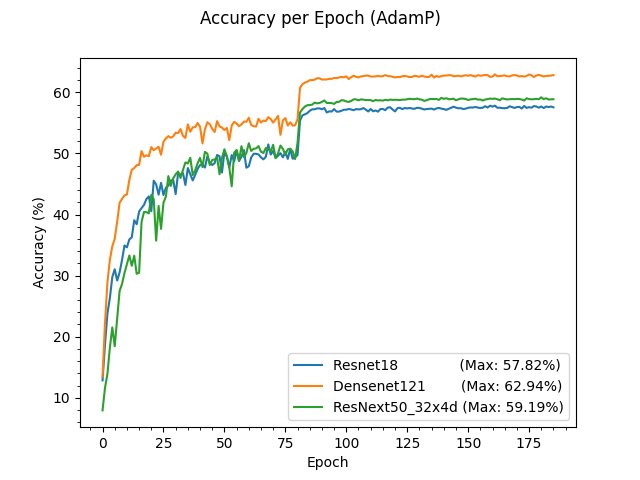 Accuracy per Epoch (AdamP)
Accuracy (%)
60
50
40
30
20
10
Resnet18 (Max: 57.82%)
Densenet121 (Max: 62.94%)
ResNext50_32x4d (Max: 59.19%)
0 25 50 75 100 125 150 175
Epoch